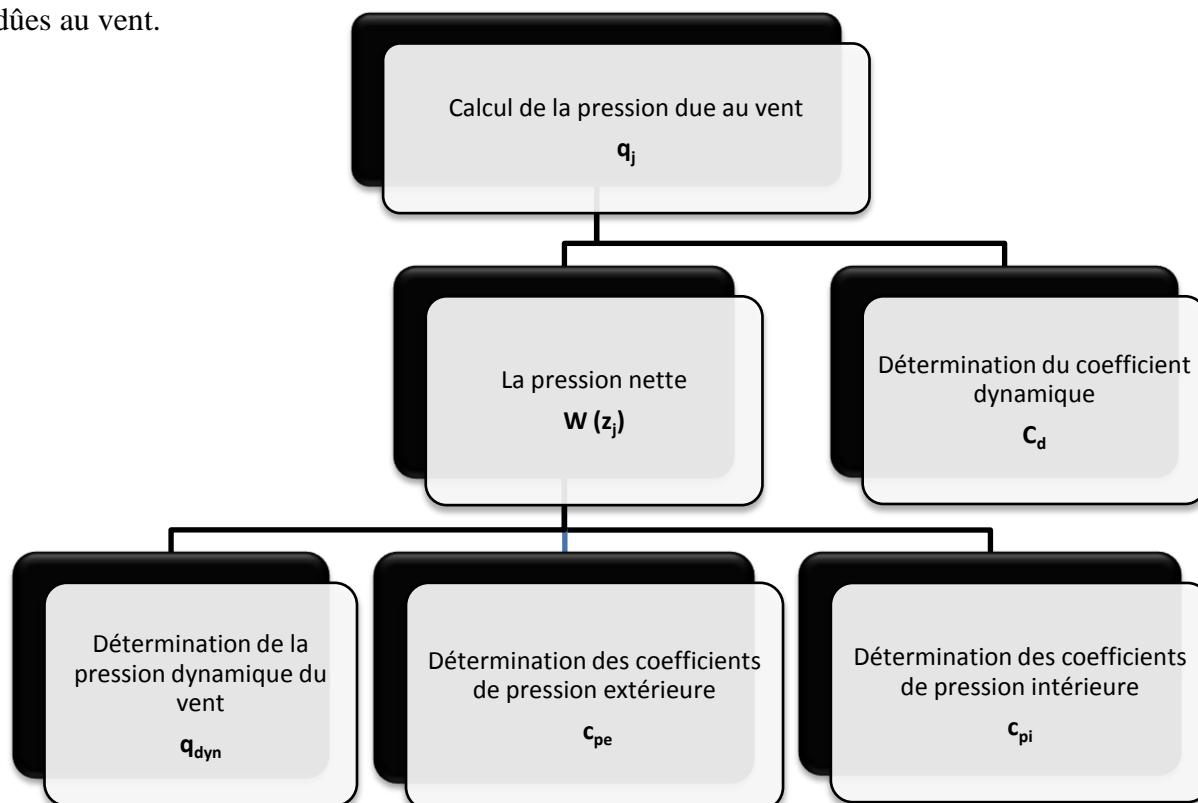 dûes au vent.
Calcul de la pression due au vent
qj
La pression nette
W (zj)
Détermination du coefficient
dynamique
Cd
Détermination de la
pression dynamique du
vent
qdyn
Détermination des coefficients
de pression extérieure
cpe
Détermination des coefficients
de pression intérieure
cpi